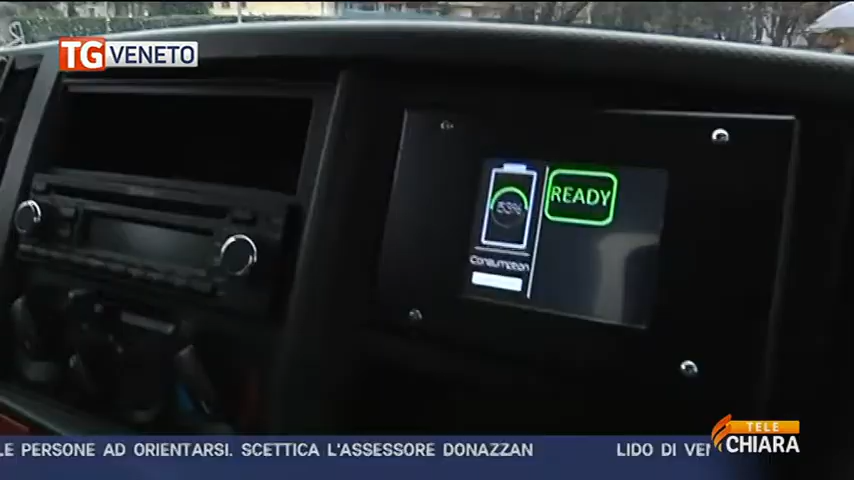 TG VENETO
READY
53%
Consumption
TELE
CHIARA
LE PERSONE AD ORIENTARSI. SCETTICA L'ASSESSORE DONAZZAN LIDO DI VEN